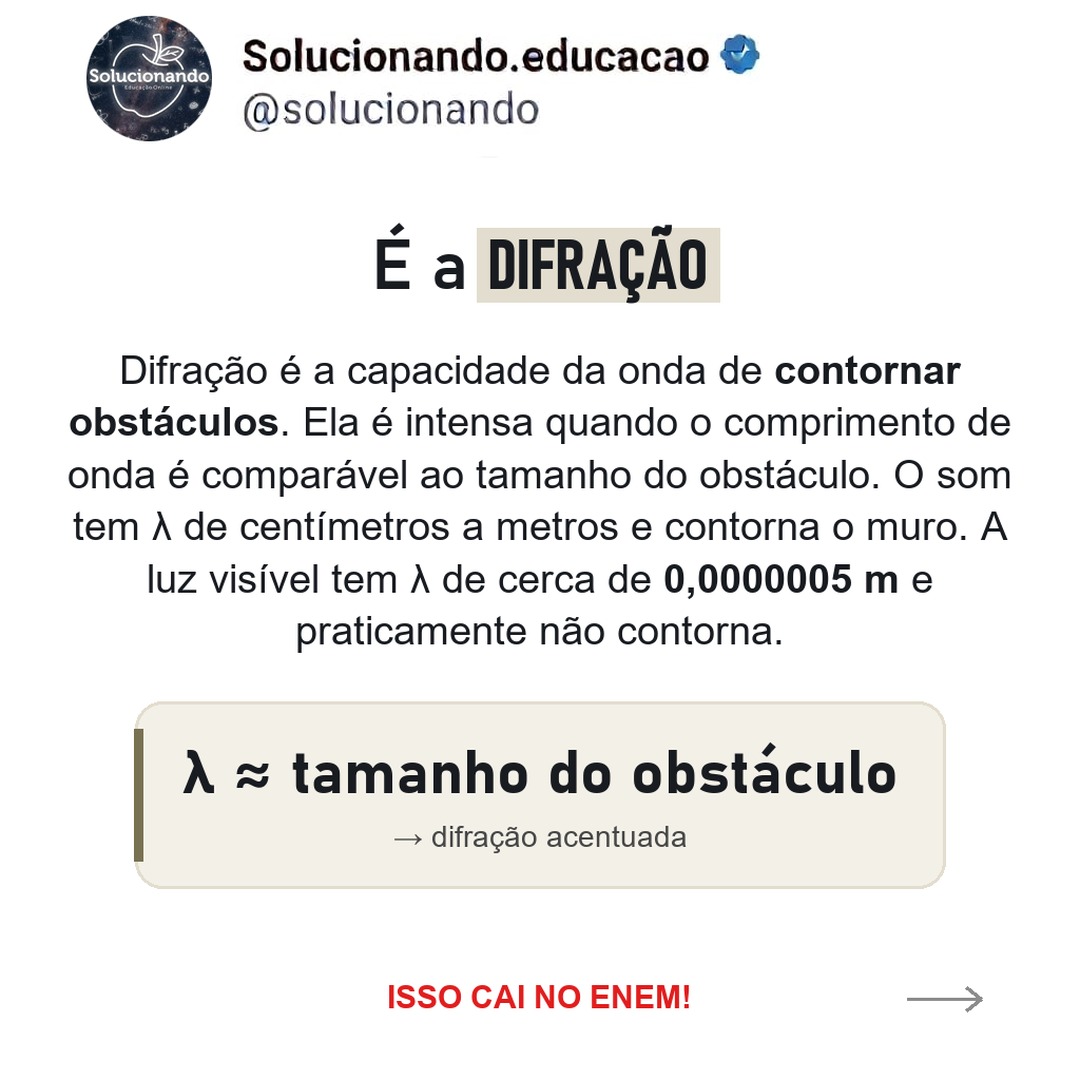 Solucionando
Educação Online
Solucionando.educacao
@solucionando
É a DIFRAÇÃO
Difração é a capacidade da onda de contornar
obstáculos. Ela é intensa quando o comprimento de
onda é comparável ao tamanho do obstáculo. O som
tem λ de centímetros a metros e contorna o muro. A
luz visível tem λ de cerca de 0,0000005 m e
praticamente não contorna.
λ ≈ tamanho do obstáculo
→ difração acentuada
ISSO CAI NO ENEM!